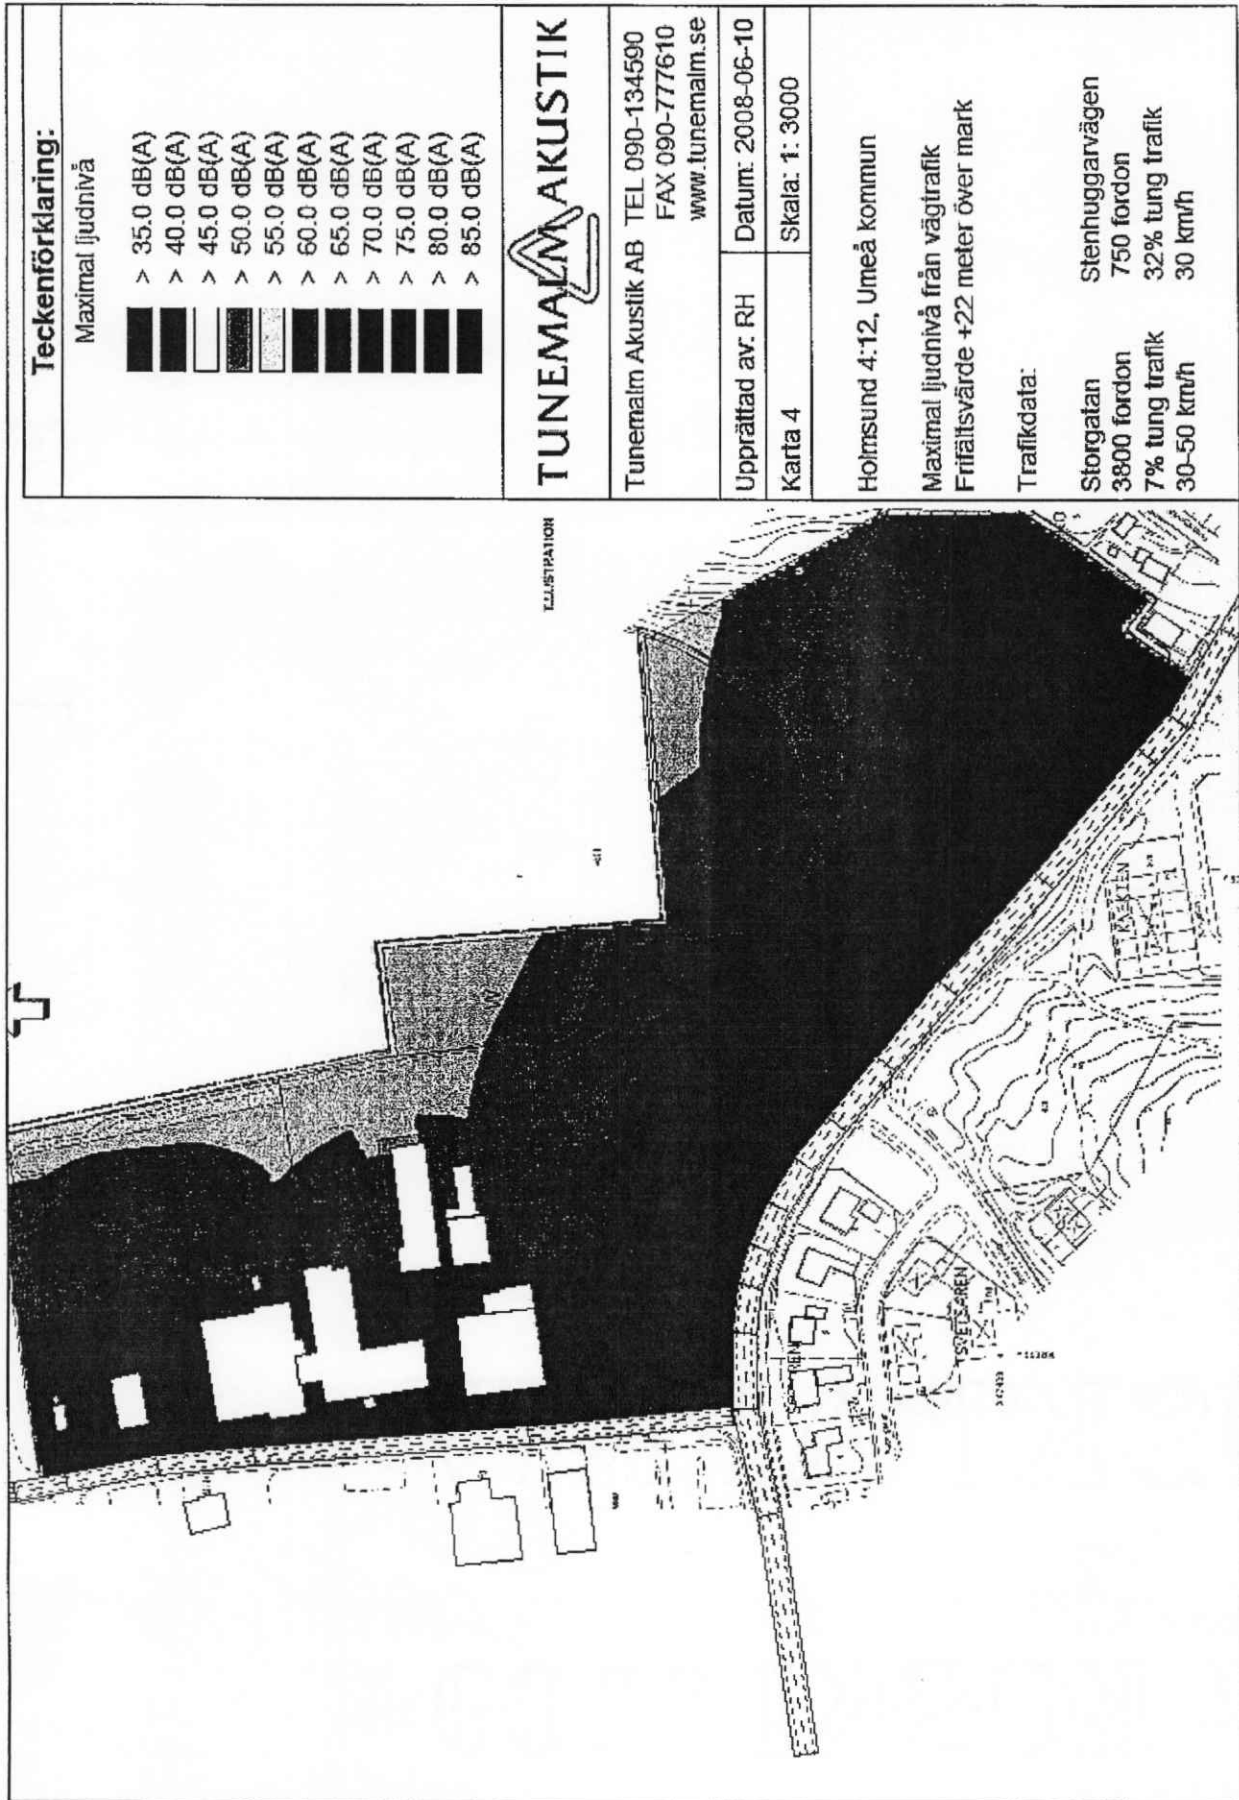 Teckenförklaring:
Maximal ljudnivå
> 35.0 dB(A)
> 40.0 dB(A)
> 45.0 dB(A)
> 50.0 dB(A)
> 55.0 dB(A)
> 60.0 dB(A)
> 65.0 dB(A)
> 70.0 dB(A)
> 75.0 dB(A)
> 80.0 dB(A)
> 85.0 dB(A)
TUNEMALM AKUSTIK
Tunemalm Akustik AB TEL 090-134590
FAX 090-777610
www.tunemalm.se
Upprättad av: RH
Datum: 2008-06-10
Karta 4
Skala: 1: 3000
Holmsund 4:12, Umeå kommun
Maximal ljudnivå från vägtrafik
Frifältsvärde +22 meter över mark
Trafikdata:
Storgatan
3800 fordon
7% tung trafik
30-50 km/h
Stenhuggarvägen
750 fordon
32% tung trafik
30 km/h
ILLUSTRATION